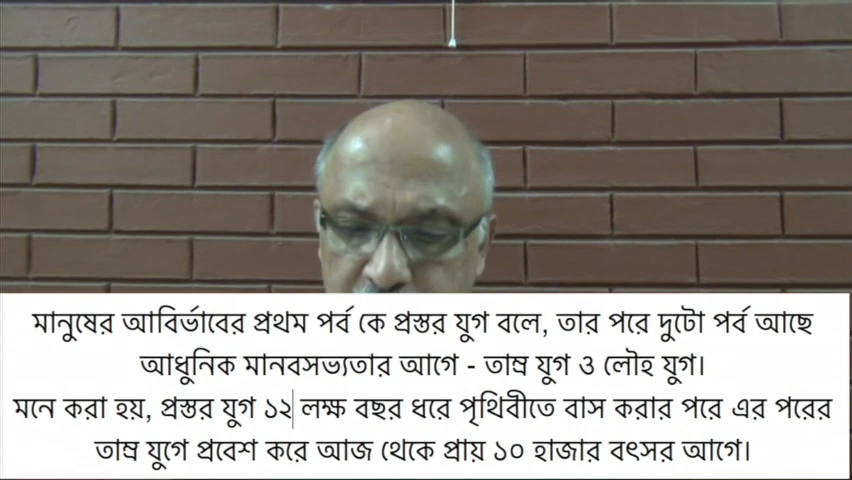 মানুষের আবির্ভাবের প্রথম পর্ব কে প্রস্তর যুগ বলে, তার পরে দুটো পর্ব আছে
আধুনিক মানবসভ্যতার আগে - তাম্র যুগ ও লৌহ যুগ।
মনে করা হয়, প্রস্তর যুগ ১২ লক্ষ বছর ধরে পৃথিবীতে বাস করার পরে এর পরের
তাম্র যুগে প্রবেশ করে আজ থেকে প্রায় ১০ হাজার বৎসর আগে।